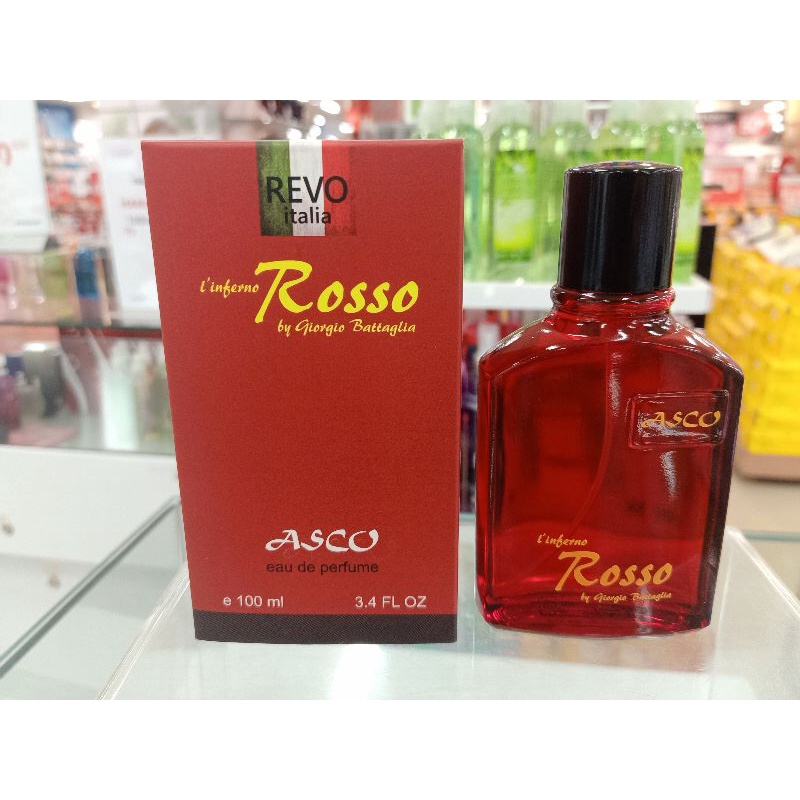 REVO
italia
l'inferno Rosso
by Giorgio Battaglia
ASCO
eau de perfume
e 100 ml 3.4 FL OZ
ASCO
l'inferno
Rosso
by Giorgio Battaglia